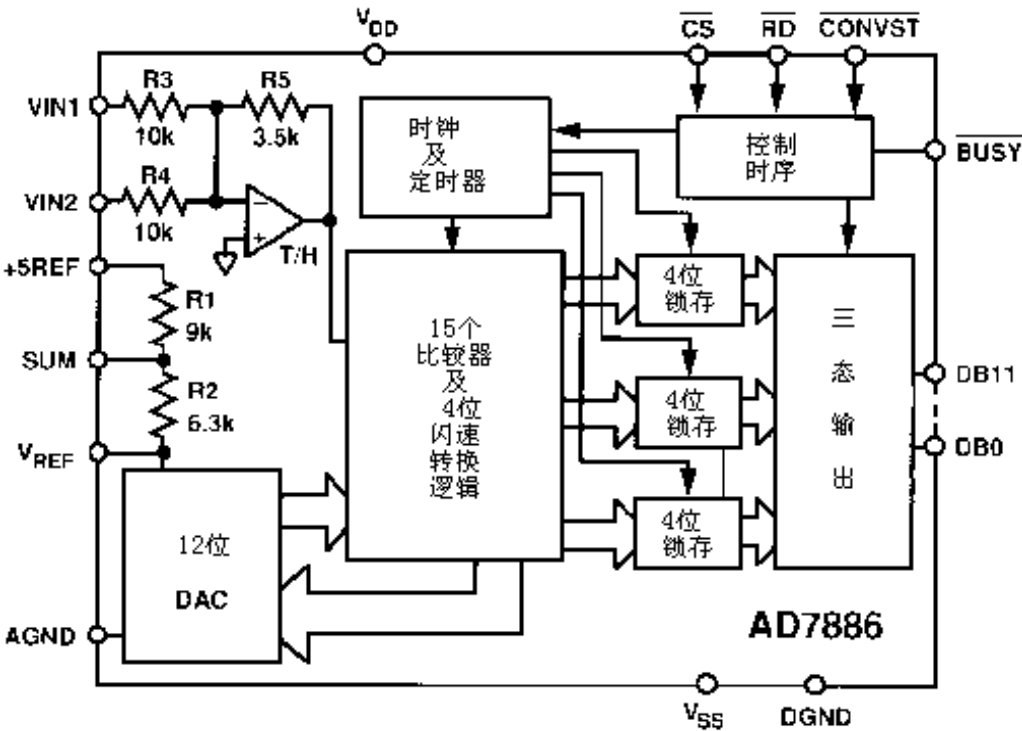 VDD
CS
RD
CONVST
VIN1
R3
10k
R5
3.5k
VIN2
R4
10k
−
+
T/H
时钟
及
定时器
控制
时序
BUSY
+5REF
R1
9k
SUM
R2
6.3k
VREF
15个
比较器
及
4位
闪速
转换
逻辑
4位
锁存
4位
锁存
4位
锁存
三
态
输
出
DB11
DB0
12位
DAC
AGND
AD7886
VSS
DGND